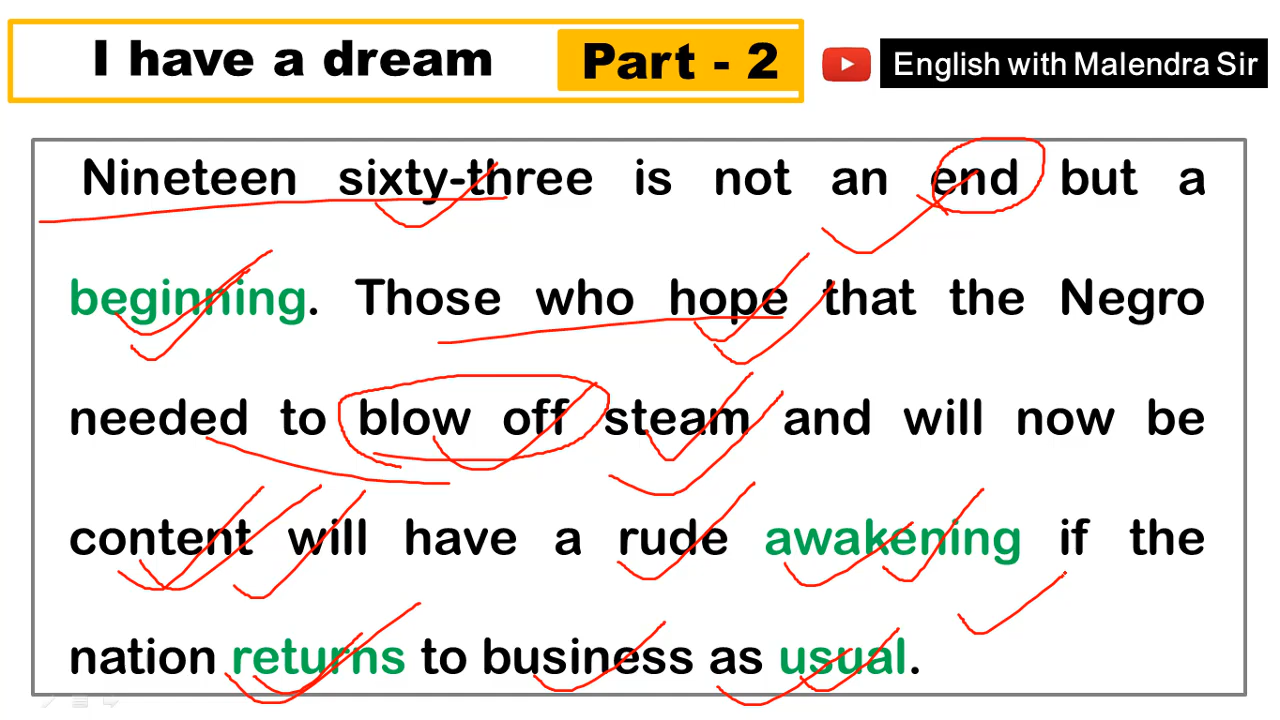 I have a dream
Part - 2
English with Malendra Sir
Nineteen sixty-three is not an end but a
beginning. Those who hope that the Negro
needed to blow off steam and will now be
content will have a rude awakening if the
nation returns to business as usual.